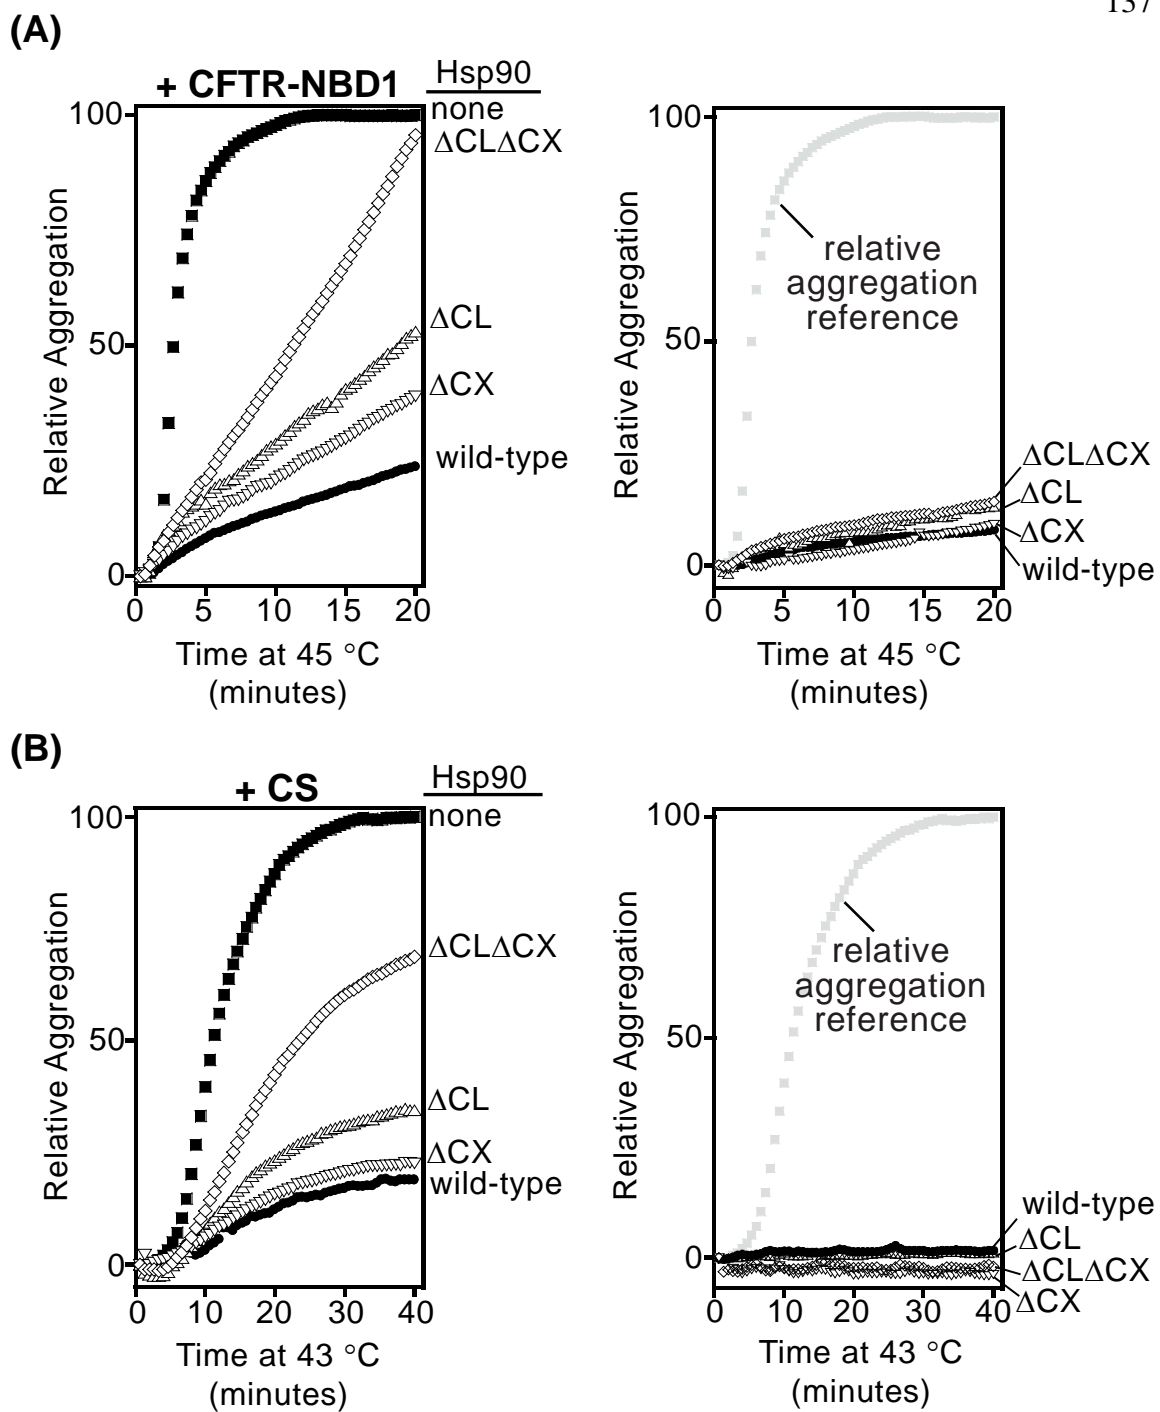 137
(A)
+ CFTR-NBD1
Hsp90
none
ΔCLΔCX
ΔCL
ΔCX
wild-type
100
50
0
Relative Aggregation
0 5 10 15 20
Time at 45 °C
(minutes)
100
50
0
Relative Aggregation
relative
aggregation
reference
ΔCLΔCX
ΔCL
ΔCX
wild-type
0 5 10 15 20
Time at 45 °C
(minutes)
(B)
+ CS
Hsp90
none
ΔCLΔCX
ΔCL
ΔCX
wild-type
100
50
0
Relative Aggregation
0 10 20 30 40
Time at 43 °C
(minutes)
100
50
0
Relative Aggregation
relative
aggregation
reference
wild-type
ΔCL
ΔCLΔCX
ΔCX
0 10 20 30 40
Time at 43 °C
(minutes)